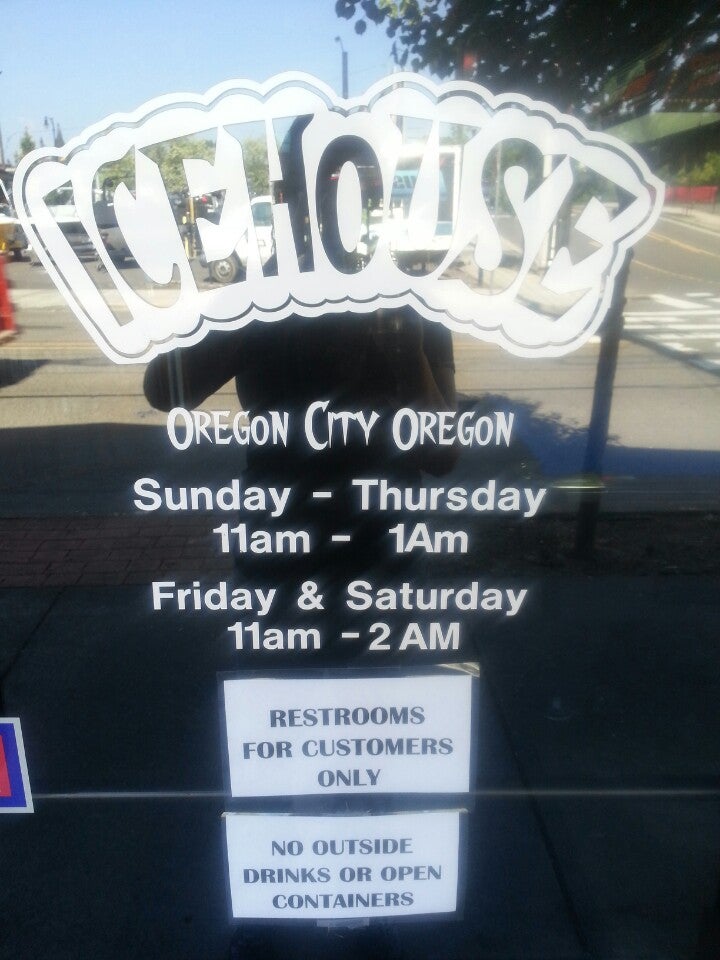 ICEHOUSE
OREGON CITY OREGON
Sunday - Thursday
11am - 1Am
Friday & Saturday
11am - 2 AM
RESTROOMS
FOR CUSTOMERS
ONLY
NO OUTSIDE
DRINKS OR OPEN
CONTAINERS